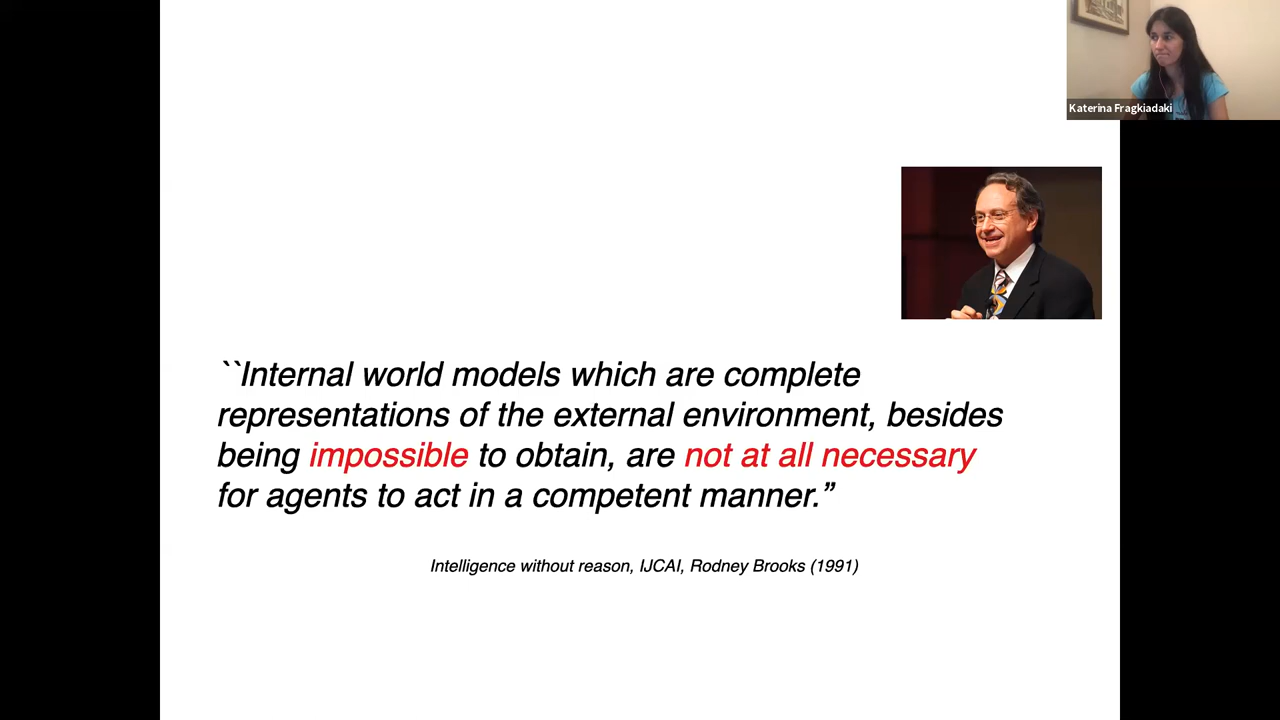 Katerina Fragkiadaki
``Internal world models which are complete
representations of the external environment, besides
being impossible to obtain, are not at all necessary
for agents to act in a competent manner.”
Intelligence without reason, IJCAI, Rodney Brooks (1991)